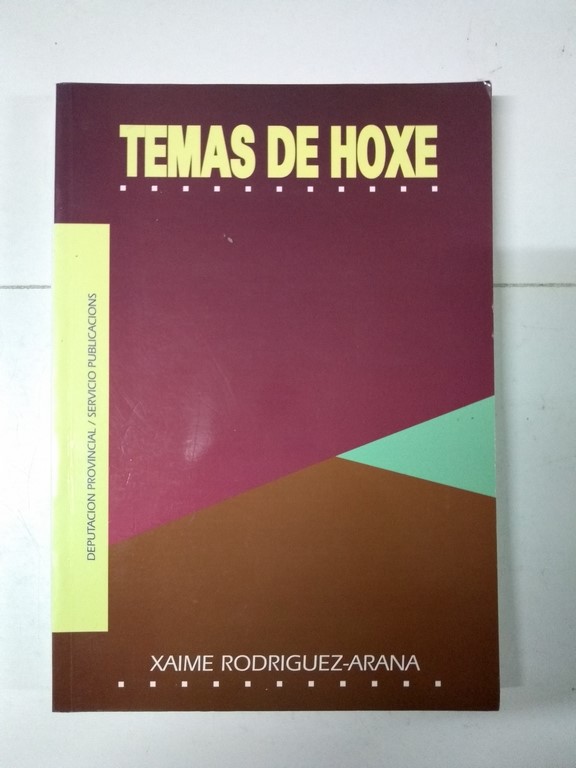 TEMAS DE HOXE
DEPUTACION PROVINCIAL / SERVICIO PUBLICACIONS
XAIME RODRIGUEZ-ARANA